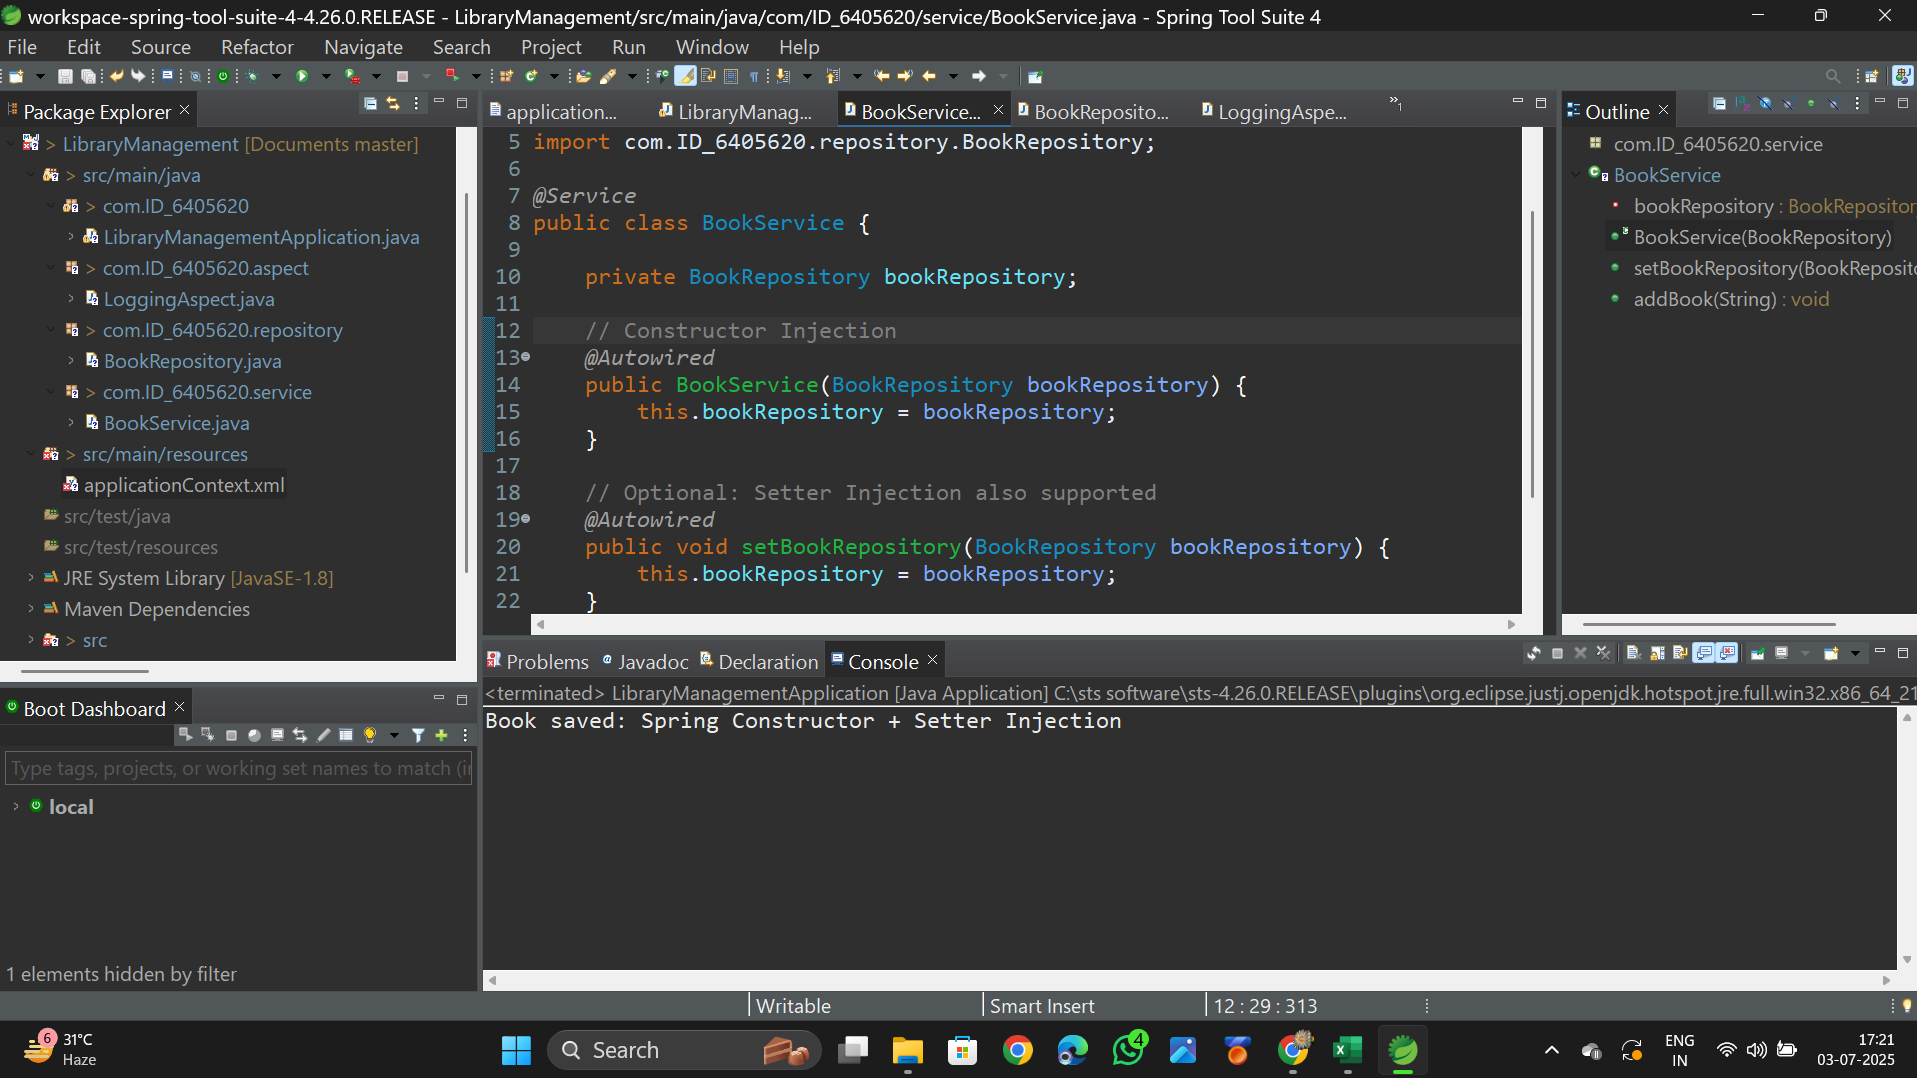 workspace-spring-tool-suite-4-4.26.0.RELEASE - LibraryManagement/src/main/java/com/ID_6405620/service/BookService.java - Spring Tool Suite 4
File Edit Source Refactor Navigate Search Project Run Window Help
Package Explorer
LibraryManagement [Documents master]
src/main/java
com.ID_6405620
LibraryManagementApplication.java
com.ID_6405620.aspect
LoggingAspect.java
com.ID_6405620.repository
BookRepository.java
com.ID_6405620.service
BookService.java
src/main/resources
applicationContext.xml
src/test/java
src/test/resources
JRE System Library [JavaSE-1.8]
Maven Dependencies
src
application... LibraryManag... BookService... BookReposito... LoggingAspe... »1
5 import com.ID_6405620.repository.BookRepository;
6
7 @Service
8 public class BookService {
9
10 private BookRepository bookRepository;
11
12 // Constructor Injection
13 @Autowired
14 public BookService(BookRepository bookRepository) {
15 this.bookRepository = bookRepository;
16 }
17
18 // Optional: Setter Injection also supported
19 @Autowired
20 public void setBookRepository(BookRepository bookRepository) {
21 this.bookRepository = bookRepository;
22 }
Outline
com.ID_6405620.service
BookService
bookRepository : BookRepositor
BookService(BookRepository)
setBookRepository(BookReposito
addBook(String) : void
Boot Dashboard
Type tags, projects, or working set names to match (i
local
1 elements hidden by filter
Problems Javadoc Declaration Console
<terminated> LibraryManagementApplication [Java Application] C:\sts software\sts-4.26.0.RELEASE\plugins\org.eclipse.justj.openjdk.hotspot.jre.full.win32.x86_64_21
Book saved: Spring Constructor + Setter Injection
Writable Smart Insert 12 : 29 : 313
6
31°C
Haze
Search
4
ENG
IN
17:21
03-07-2025